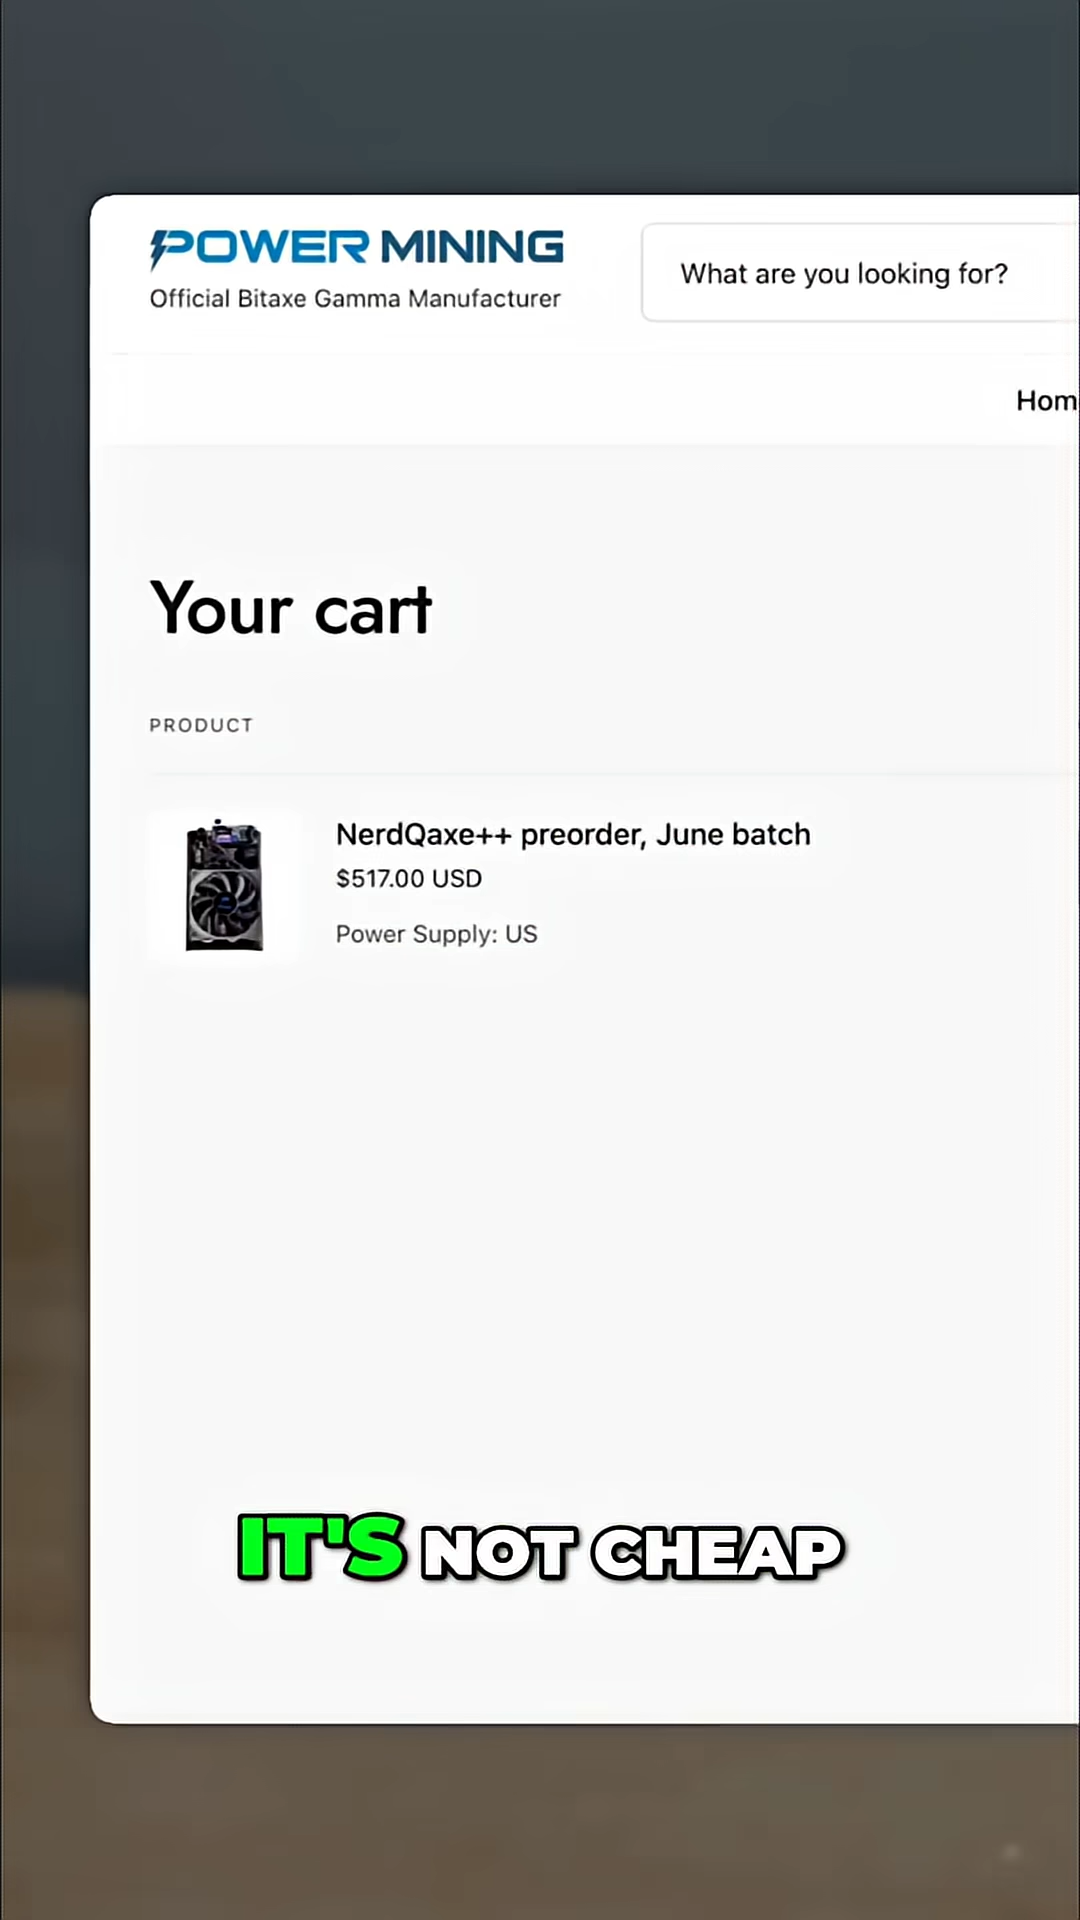 POWER MINING
Official Bitaxe Gamma Manufacturer
What are you looking for?
Hom
Your cart
PRODUCT
NerdQaxe++ preorder, June batch
$517.00 USD
Power Supply: US
IT'S NOT CHEAP